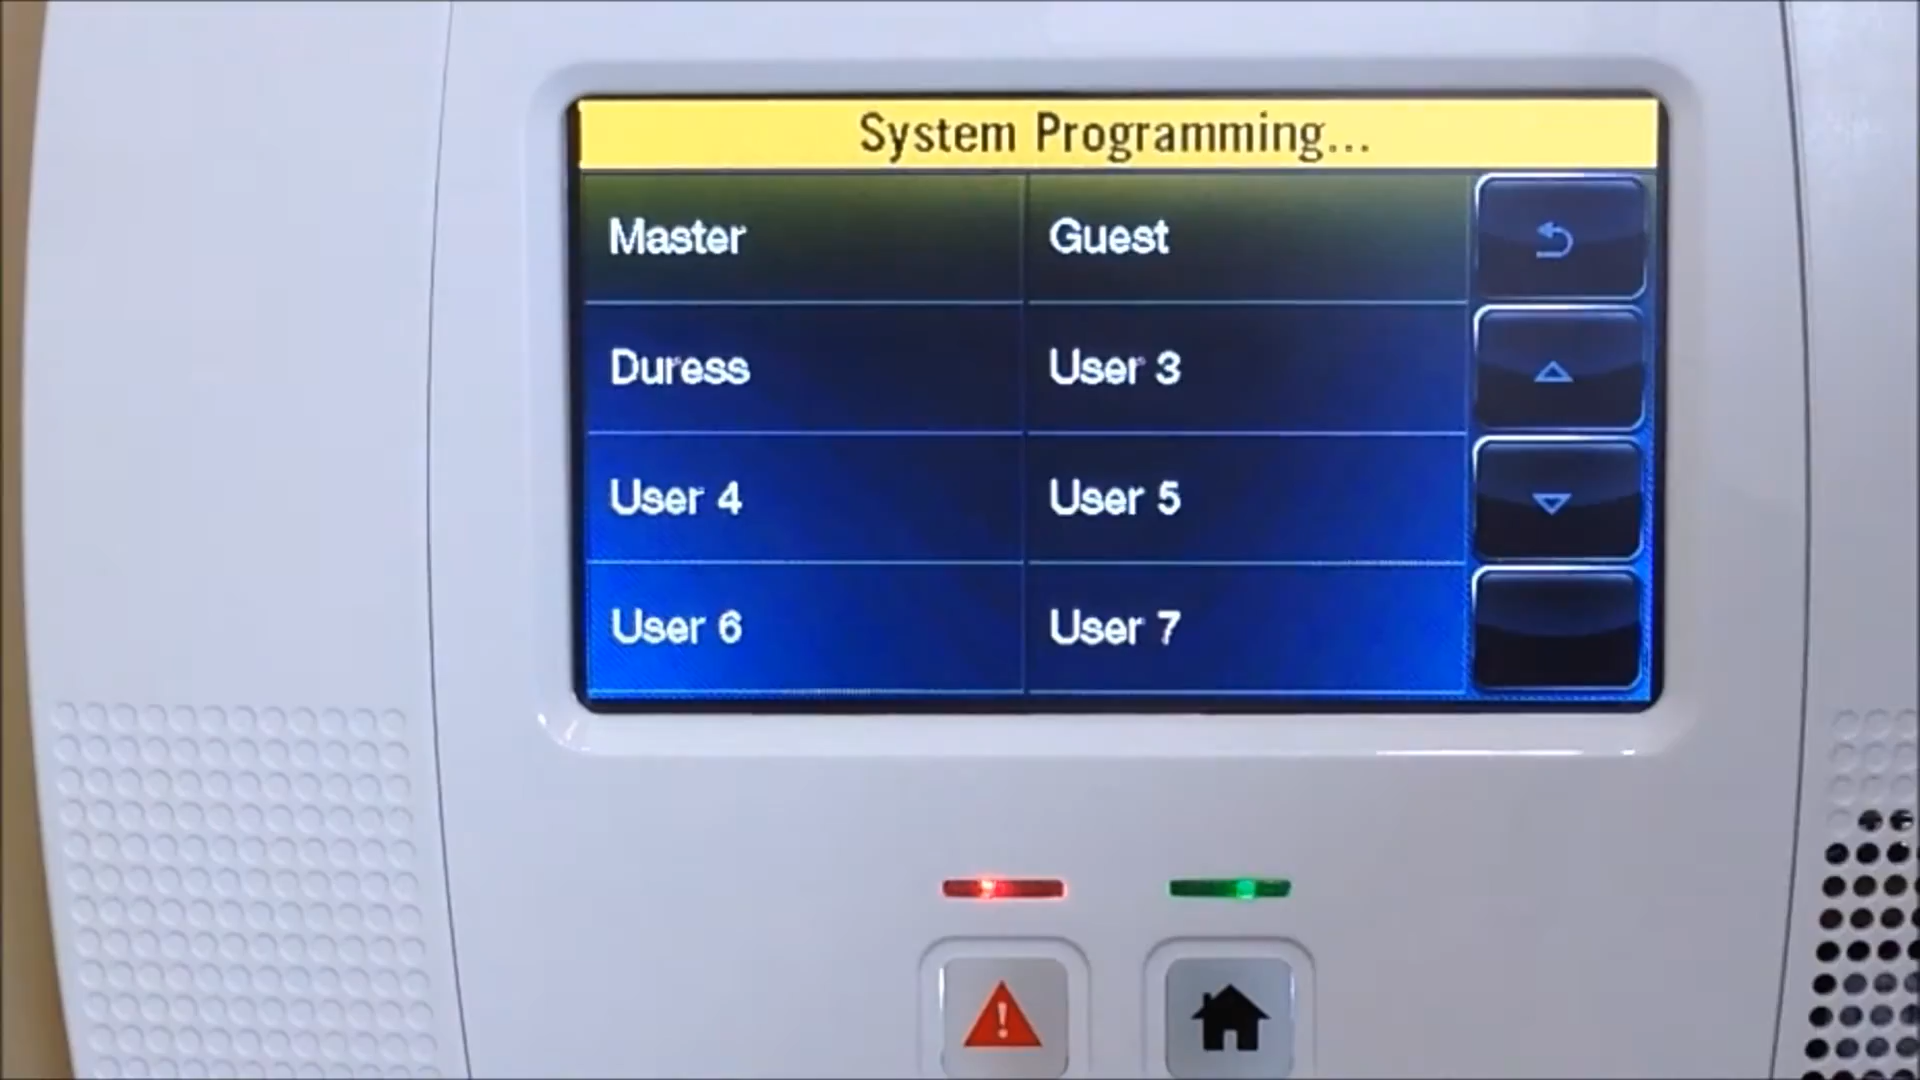 System Programming...
Master
Guest
Duress
User 3
User 4
User 5
User 6
User 7